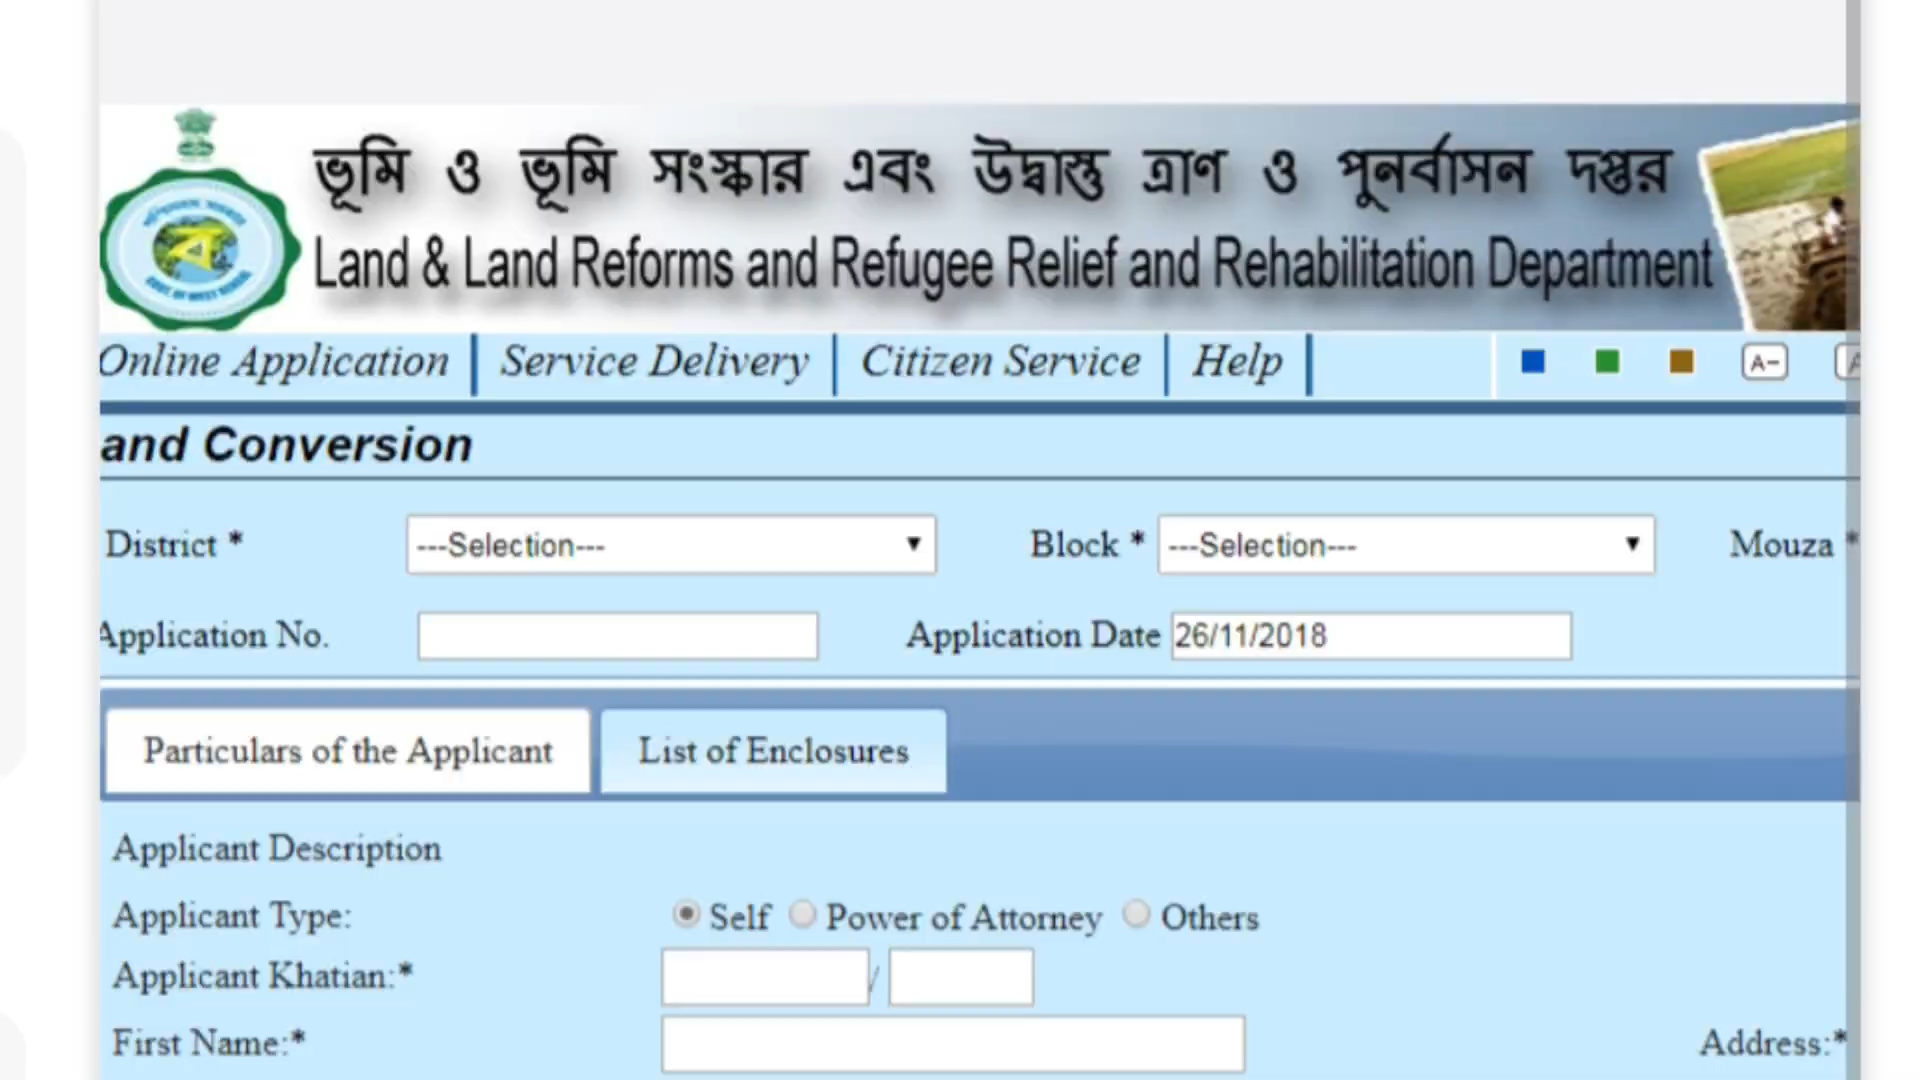 ভূমি ও ভূমি সংস্কার এবং উদ্বাস্তু ত্রাণ ও পুনর্বাসন দপ্তর
Land & Land Reforms and Refugee Relief and Rehabilitation Department
Online Application Service Delivery Citizen Service Help A-
and Conversion
District * ---Selection--- Block * ---Selection--- Mouza *
Application No. Application Date 26/11/2018
Particulars of the Applicant List of Enclosures
Applicant Description
Applicant Type: Self Power of Attorney Others
Applicant Khatian:* /
First Name:* Address:*